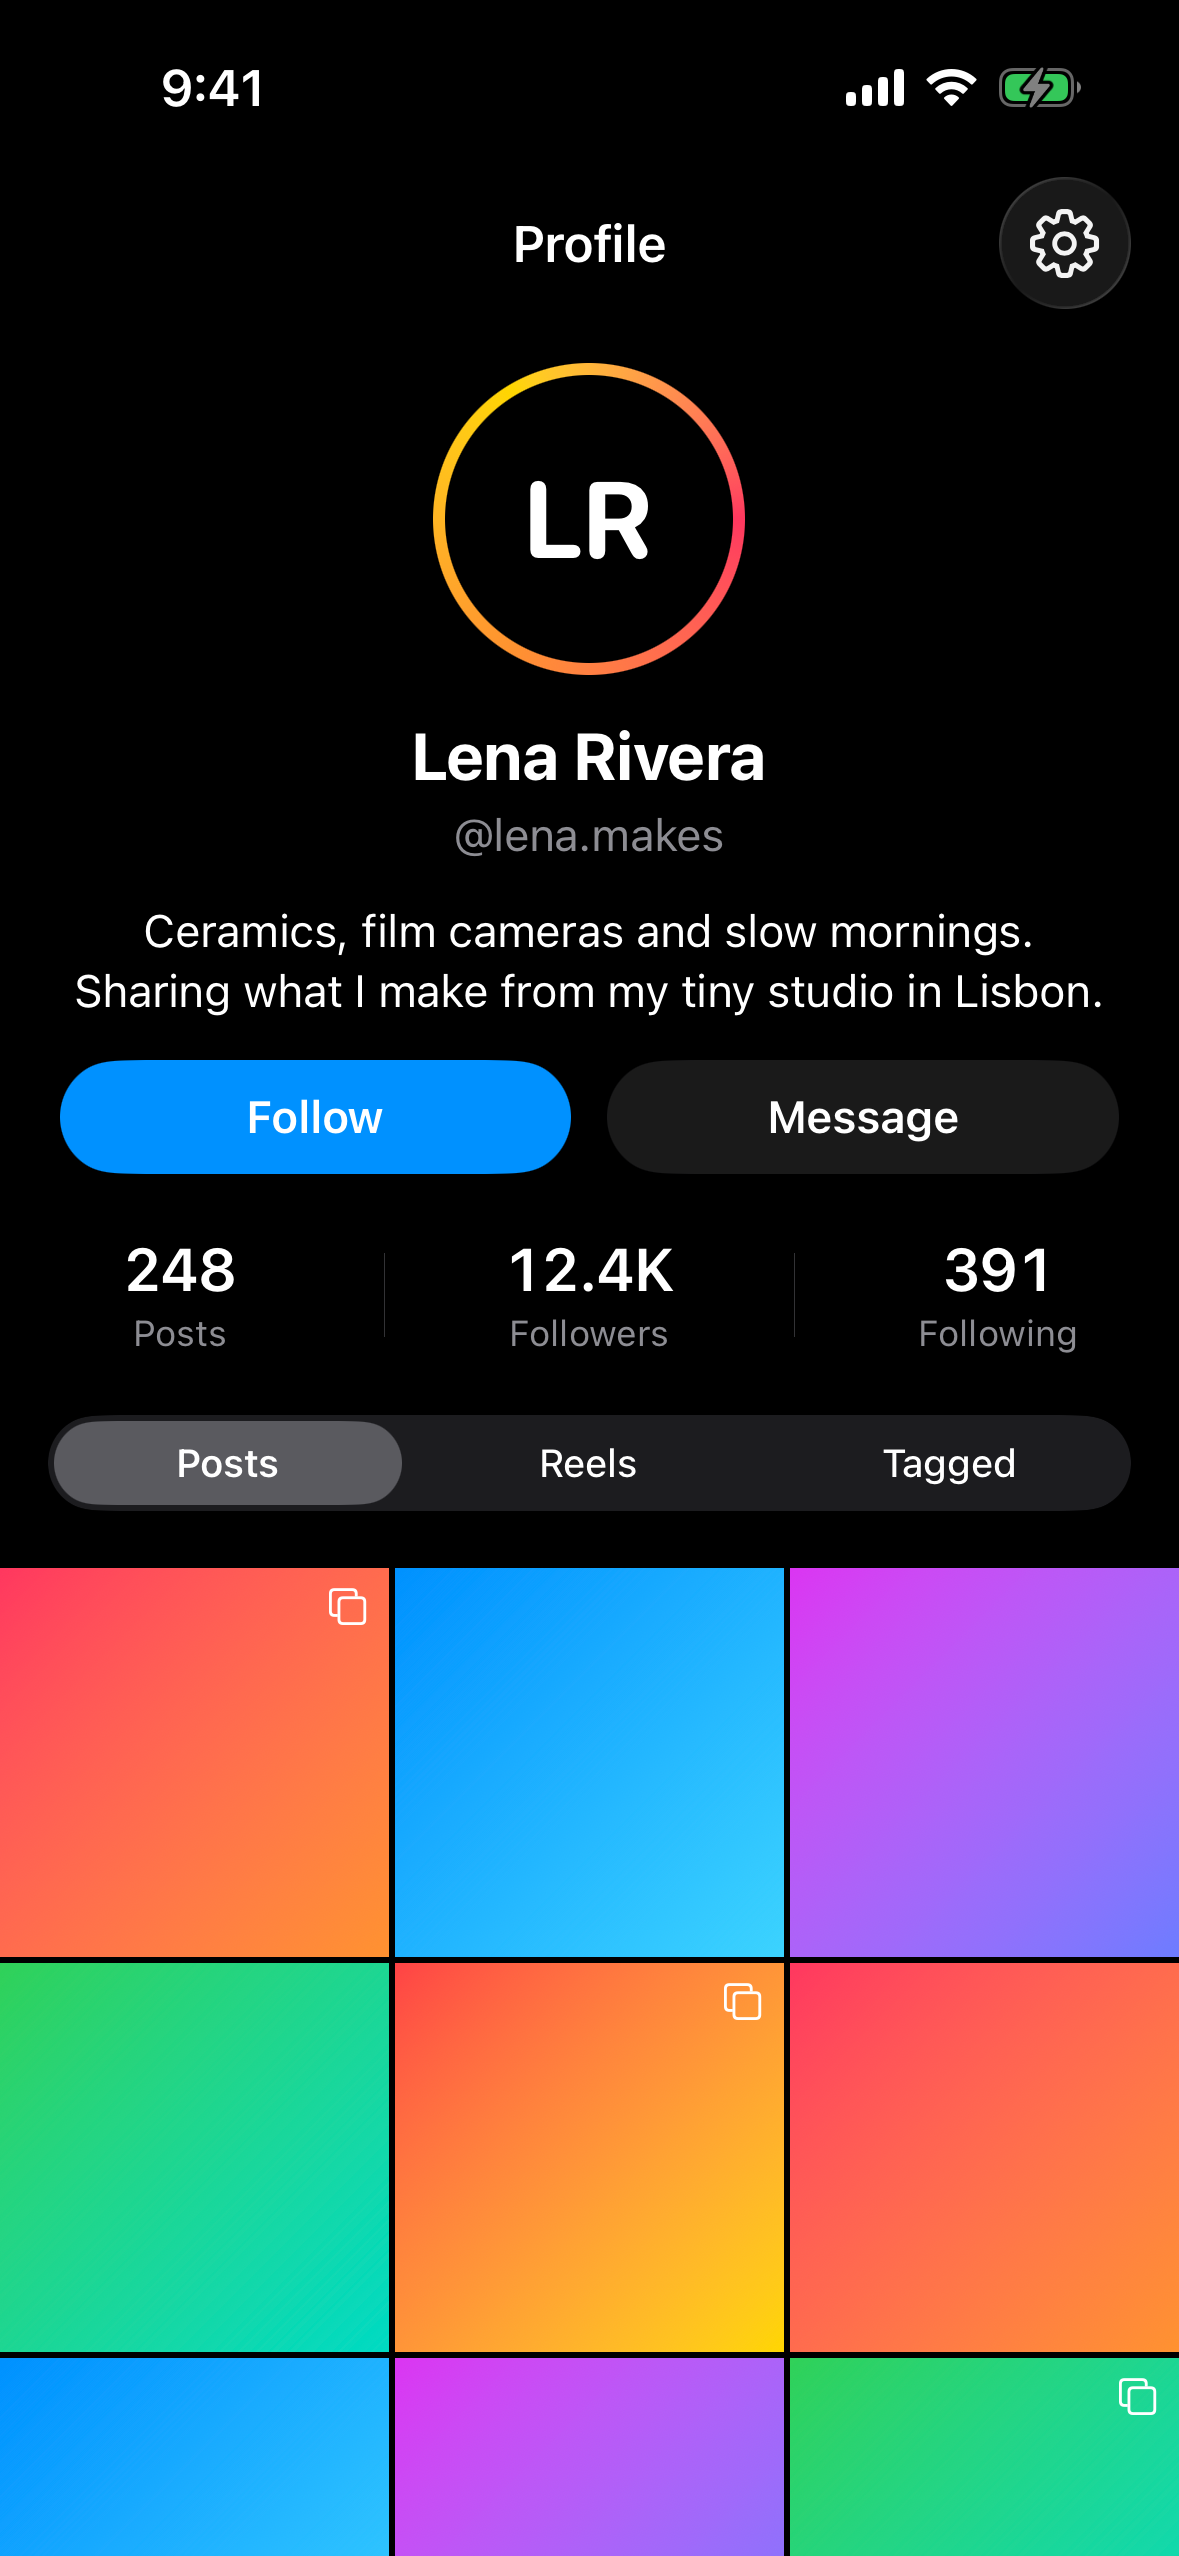 9:41
Profile
LR
Lena Rivera
@lena.makes
Ceramics, film cameras and slow mornings.
Sharing what I make from my tiny studio in Lisbon.
Follow Message
248 12.4K 391
Posts Followers Following
Posts Reels Tagged